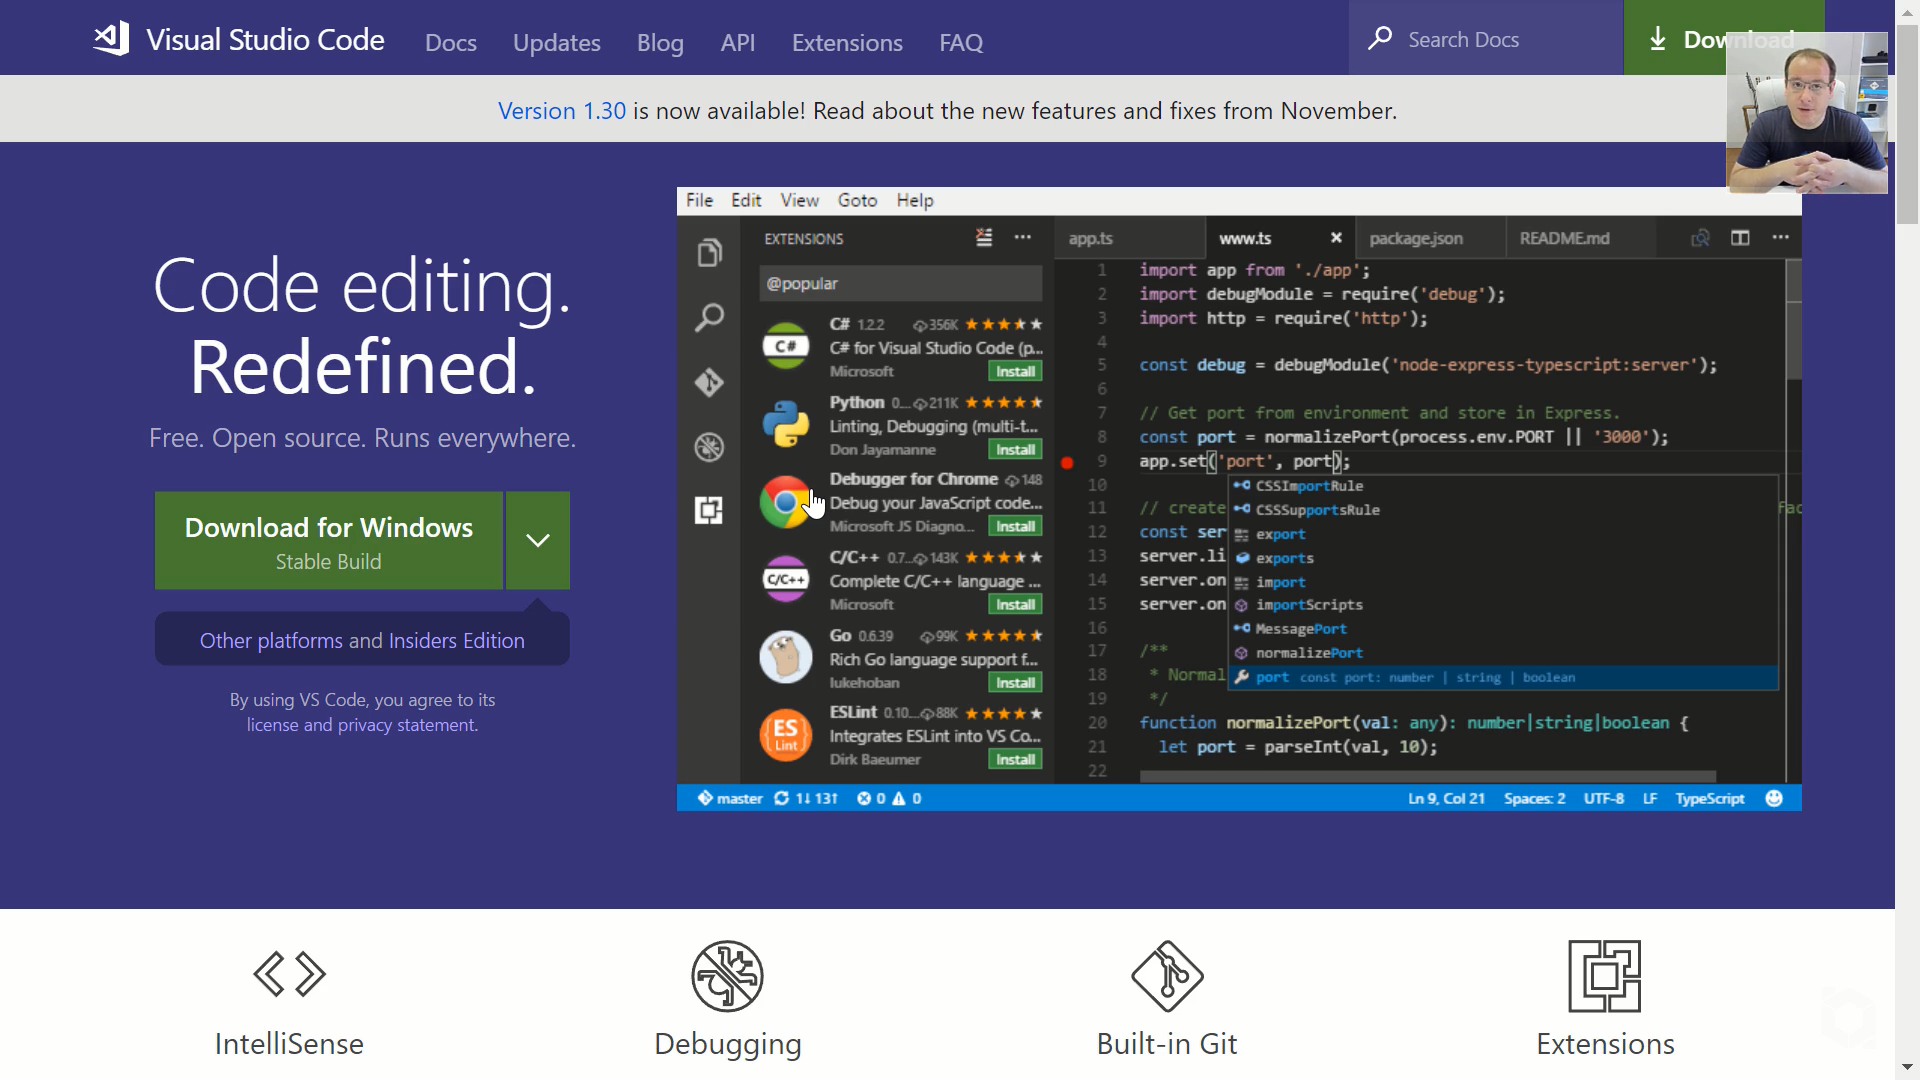 Visual Studio Code
Docs
Updates
Blog
API
Extensions
FAQ
Search Docs
Download
Version 1.30 is now available! Read about the new features and fixes from November.
Code editing.
Redefined.
Free. Open source. Runs everywhere.
Download for Windows
Stable Build
Other platforms and Insiders Edition
By using VS Code, you agree to its
license and privacy statement.
File Edit View Goto Help
EXTENSIONS
@popular
C# 1.2.2 356K
C# for Visual Studio Code (p...
Microsoft Install
Python 0.... 211K
Linting, Debugging (multi-t...
Don Jayamanne Install
Debugger for Chrome 148
Debug your JavaScript code...
Microsoft JS Diagno... Install
C/C++ 0.7... 143K
Complete C/C++ language ...
Microsoft Install
Go 0.6.39 99K
Rich Go language support f...
lukehoban Install
ESLint 0.10... 88K
Integrates ESLint into VS Co...
Dirk Baeumer Install
C#
C/C++
ES
Lint
app.ts
www.ts
package.json
README.md
1 import app from './app';
2 import debugModule = require('debug');
3 import http = require('http');
4
5 const debug = debugModule('node-express-typescript:server');
6
7 // Get port from environment and store in Express.
8 const port = normalizePort(process.env.PORT || '3000');
9 app.set('port', port);
10
11 // create
12 const ser
13 server.li
14 server.on
15 server.on
16
17 /**
18 * Normal
19 */
20 function normalizePort(val: any): number|string|boolean {
21 let port = parseInt(val, 10);
22
CSSImportRule
CSSSupportsRule
export
exports
import
importScripts
MessagePort
normalizePort
port const port: number | string | boolean
master 1↓ 13↑ 0 0
Ln 9, Col 21 Spaces: 2 UTF-8 LF TypeScript
IntelliSense
Debugging
Built-in Git
Extensions